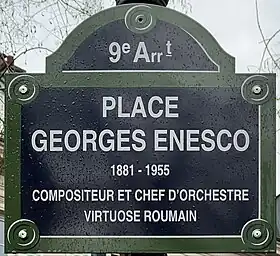 9e Arrt
PLACE
GEORGES ENESCO
1881 - 1955
COMPOSITEUR ET CHEF D'ORCHESTRE
VIRTUOSE ROUMAIN